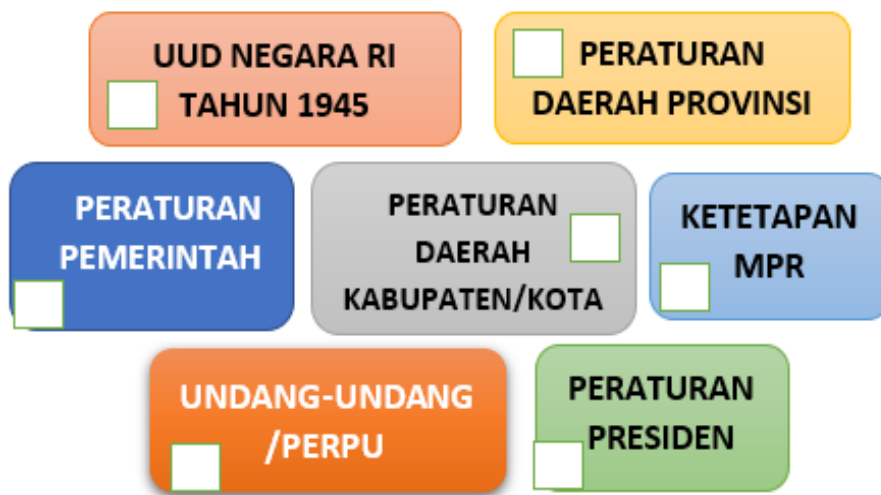 UUD NEGARA RI
TAHUN 1945
PERATURAN
DAERAH PROVINSI
PERATURAN
PEMERINTAH
PERATURAN
DAERAH
KABUPATEN/KOTA
KETETAPAN
MPR
UNDANG-UNDANG
/PERPU
PERATURAN
PRESIDEN